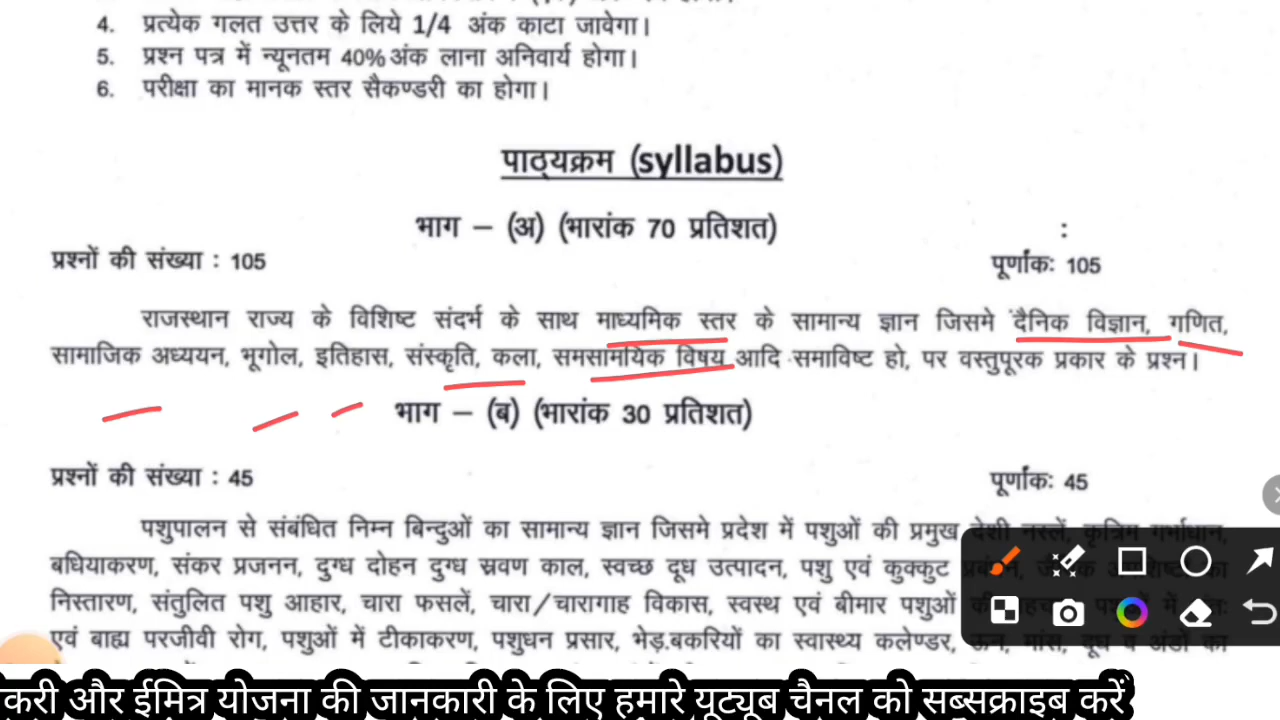 4. प्रत्येक गलत उत्तर के लिये 1/4 अंक काटा जावेगा।
5. प्रश्न पत्र में न्यूनतम 40% अंक लाना अनिवार्य होगा।
6. परीक्षा का मानक स्तर सैकण्डरी का होगा।
पाठ्यक्रम (syllabus)
भाग – (अ) (भारांक 70 प्रतिशत)
:
प्रश्नों की संख्या : 105 पूर्णांकः 105
राजस्थान राज्य के विशिष्ट संदर्भ के साथ माध्यमिक स्तर के सामान्य ज्ञान जिसमे दैनिक विज्ञान, गणित,
सामाजिक अध्ययन, भूगोल, इतिहास, संस्कृति, कला, समसामयिक विषय आदि समाविष्ट हो, पर वस्तुपूरक प्रकार के प्रश्न।
भाग – (ब) (भारांक 30 प्रतिशत)
प्रश्नों की संख्या : 45 पूर्णांकः 45
पशुपालन से संबंधित निम्न बिन्दुओं का सामान्य ज्ञान जिसमे प्रदेश में पशुओं की प्रमुख देशी नस्लें, कृत्रिम गर्भाधान,
बधियाकरण, संकर प्रजनन, दुग्ध दोहन दुग्ध स्रवण काल, स्वच्छ दूध उत्पादन, पशु एवं कुक्कुट
निस्तारण, संतुलित पशु आहार, चारा फसलें, चारा/चारागाह विकास, स्वस्थ एवं बीमार पशुओं
एवं बाह्य परजीवी रोग, पशुओं में टीकाकरण, पशुधन प्रसार, भेड़.बकरियों का स्वास्थ्य कलेण्डर, ऊन, मांस, दूध व अंडों का
करी और ईमित्र योजना की जानकारी के लिए हमारे यूट्यूब चैनल को सब्सक्राइब करें